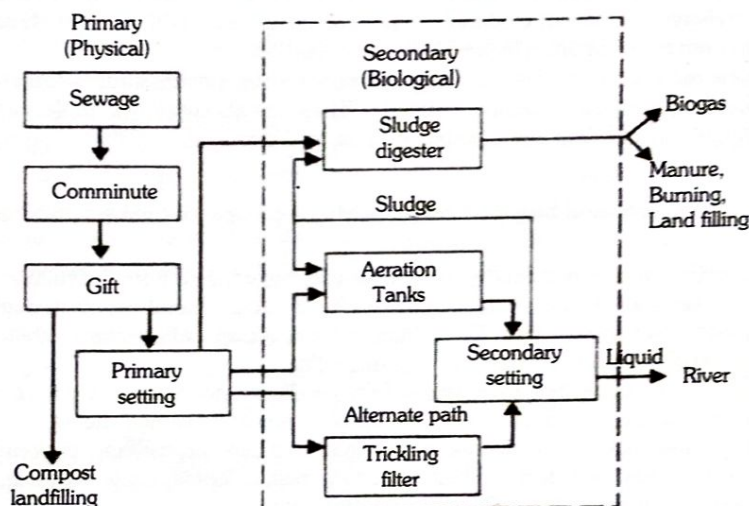 Primary
(Physical)
Sewage
Comminute
Gift
Primary
setting
Compost
landfilling
Secondary
(Biological)
Sludge
digester
Sludge
Aeration
Tanks
Secondary
setting
Alternate path
Trickling
filter
Biogas
Manure,
Burning,
Land filling
Liquid
River